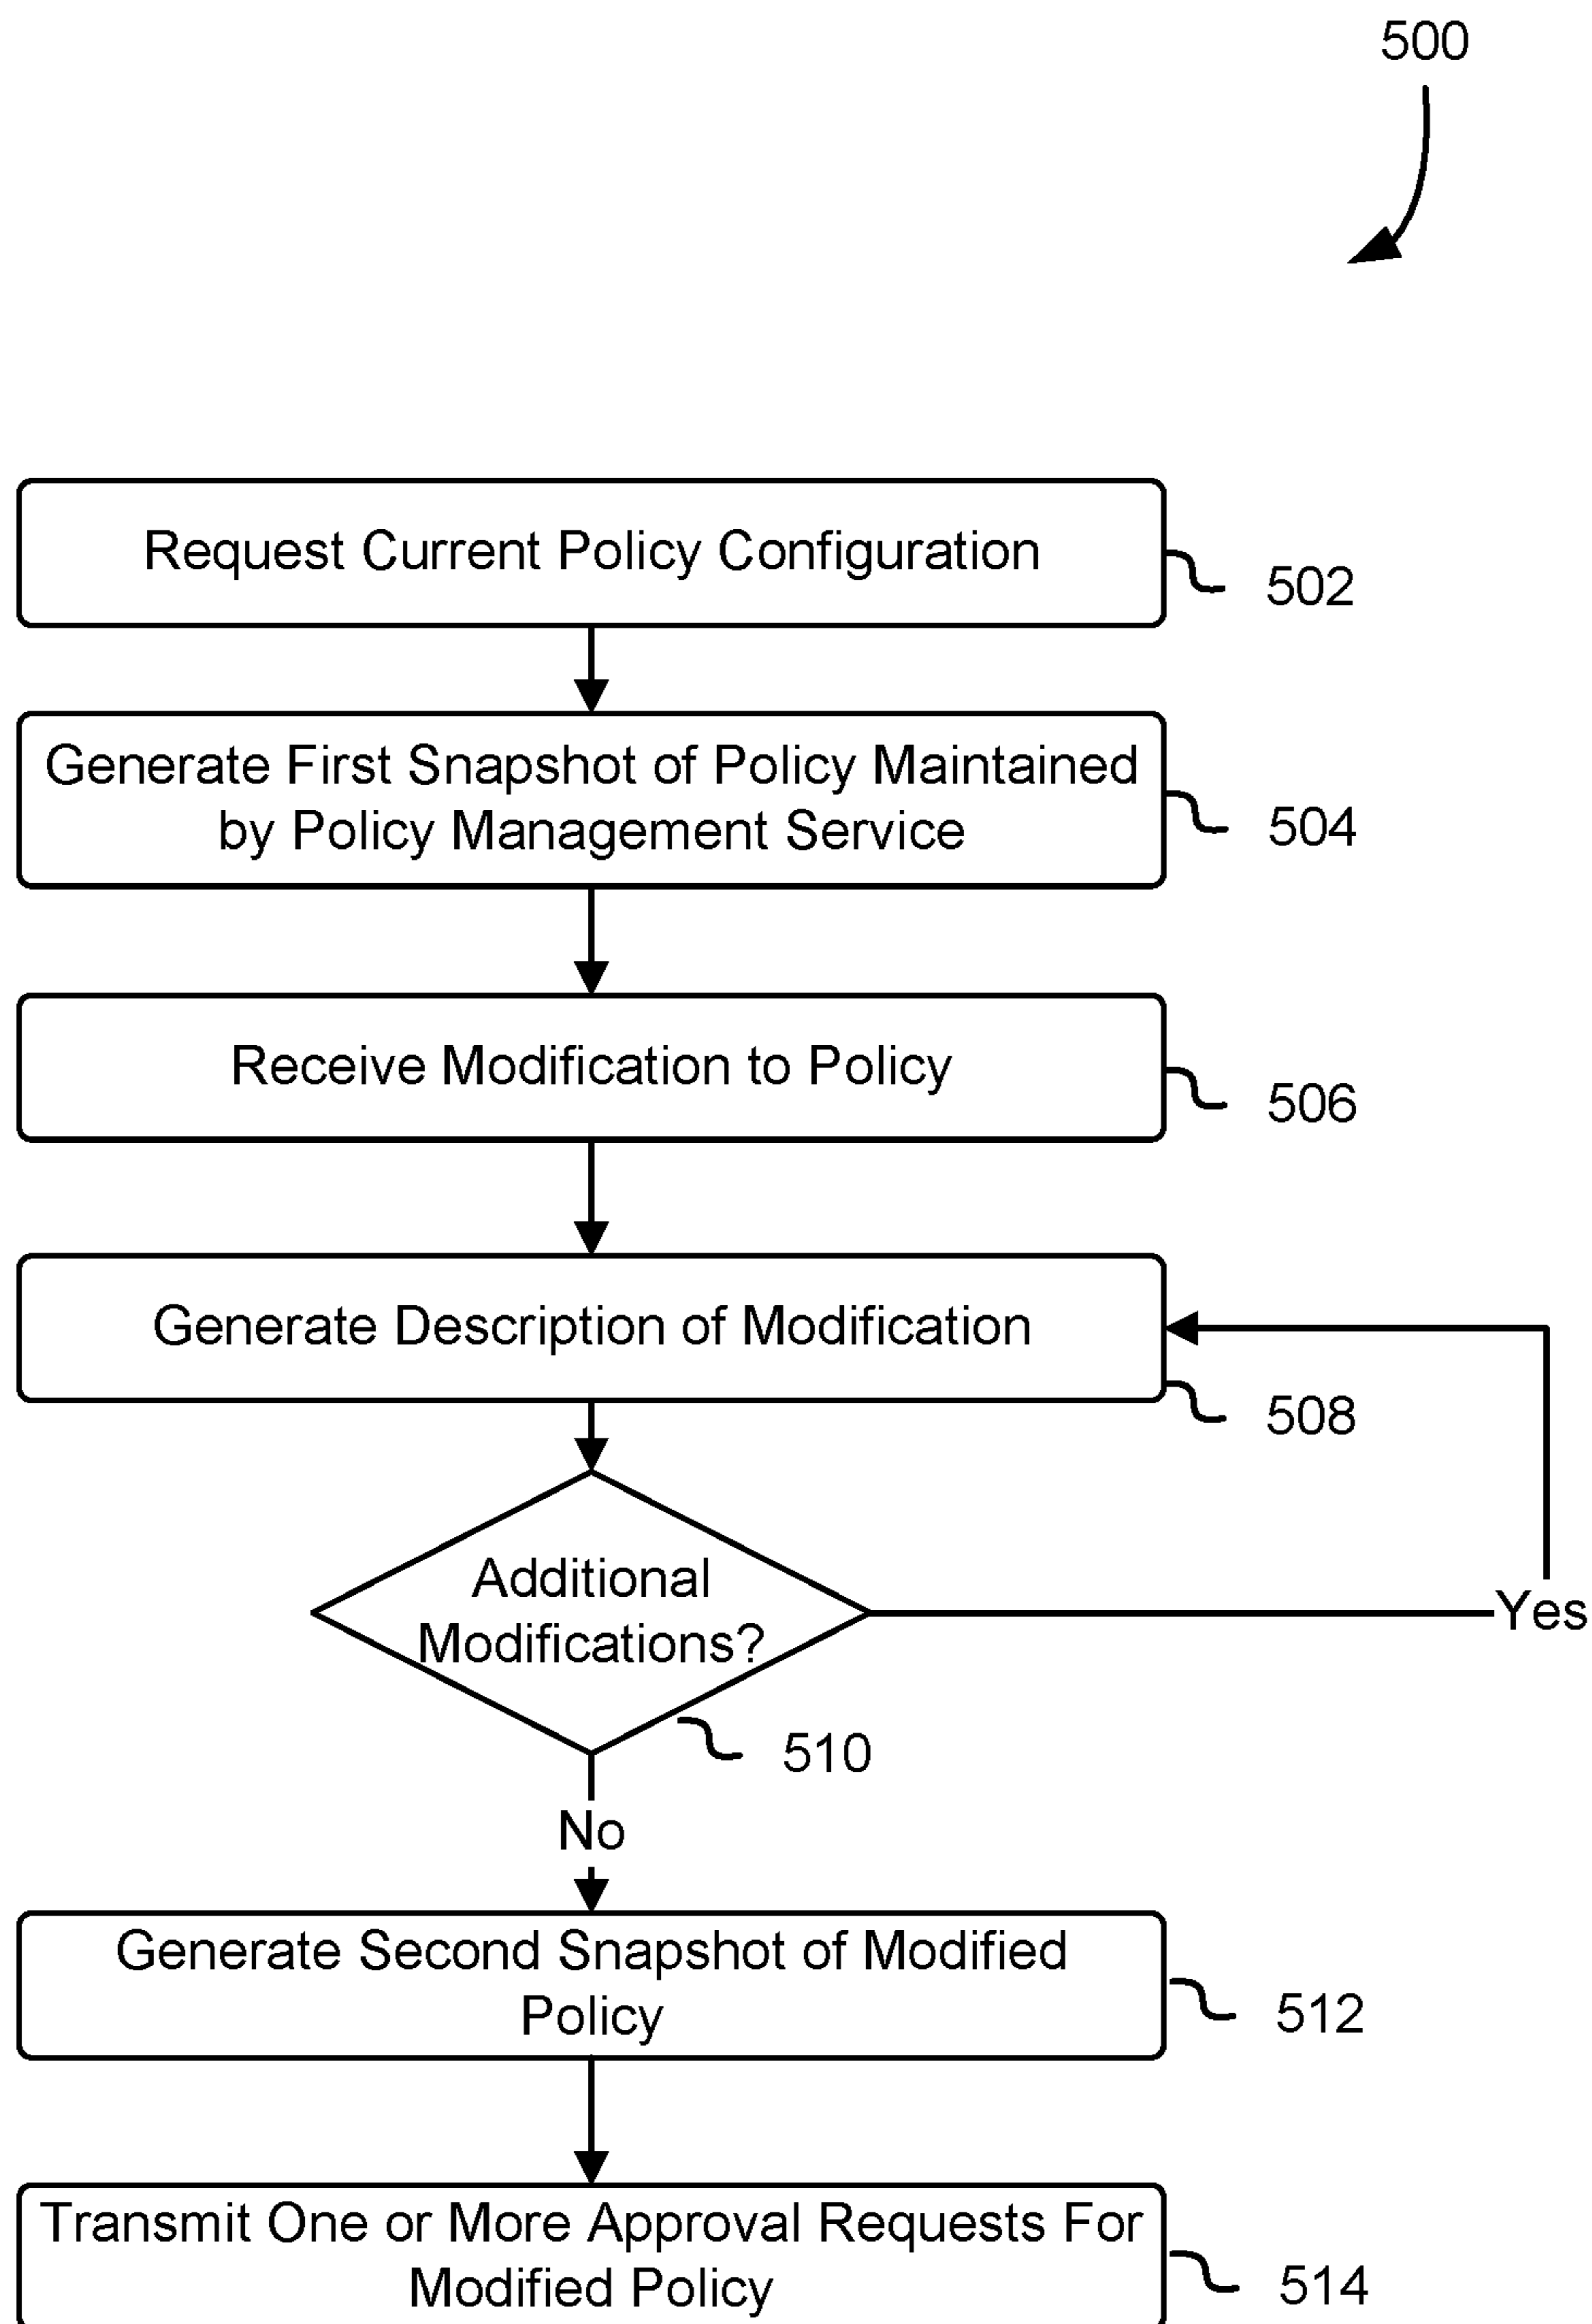 500
Request Current Policy Configuration
502
Generate First Snapshot of Policy Maintained
by Policy Management Service
504
Receive Modification to Policy
506
Generate Description of Modification
508
Additional
Modifications?
Yes
510
No
Generate Second Snapshot of Modified
Policy
512
Transmit One or More Approval Requests For
Modified Policy
514